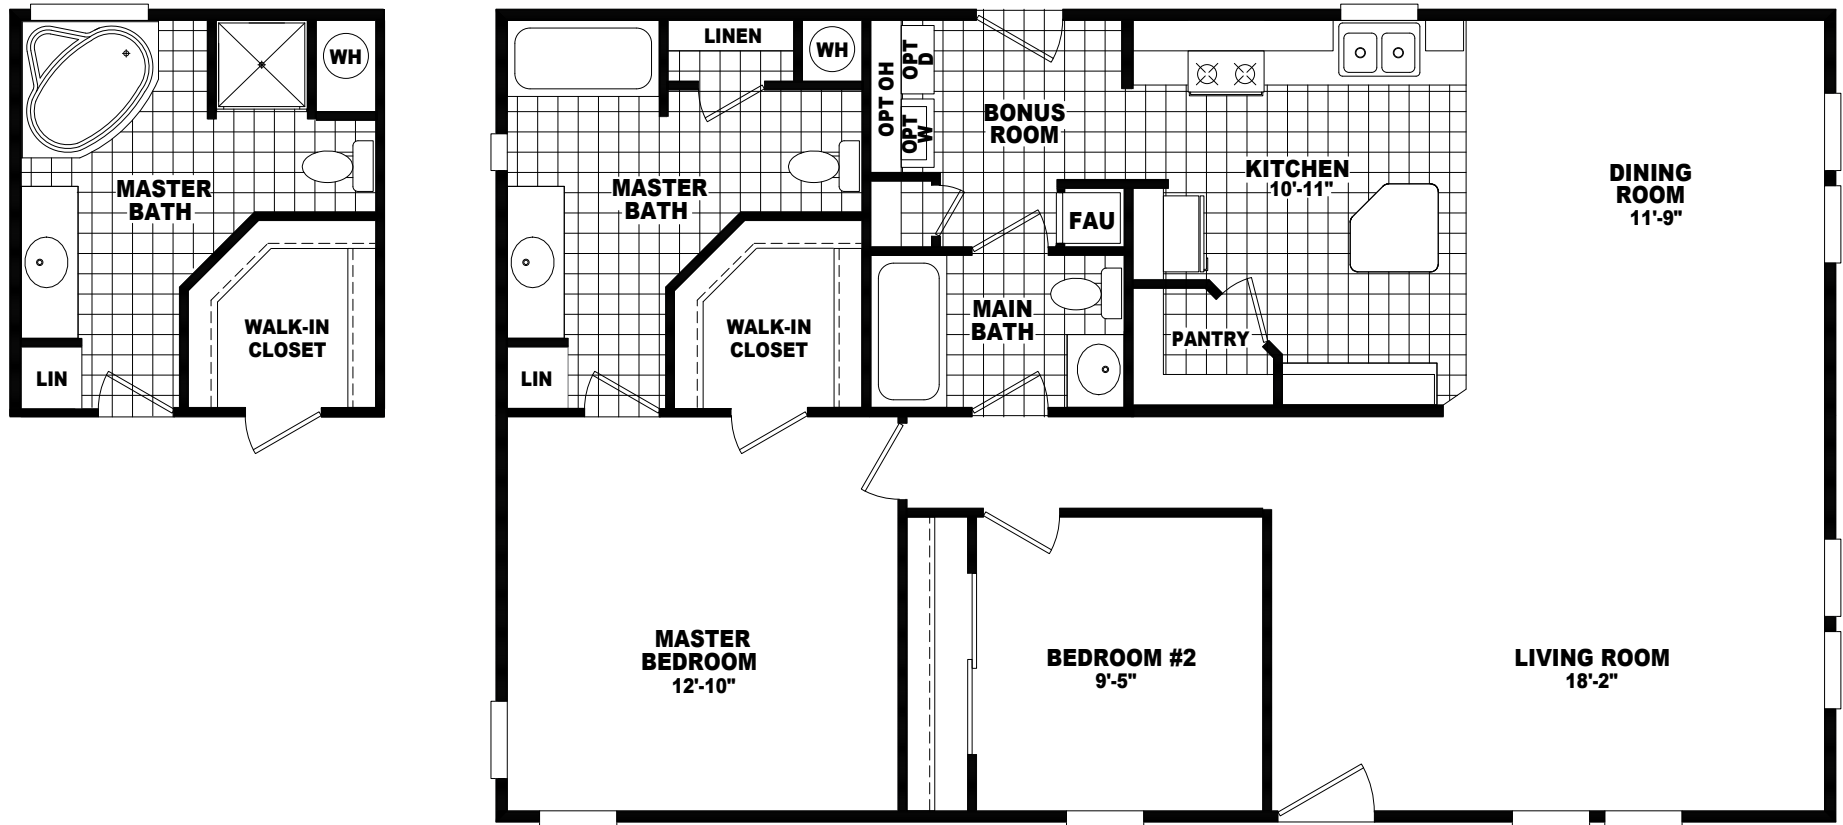 WH
MASTER
BATH
WALK-IN
CLOSET
LIN
LINEN
WH
MASTER
BATH
WALK-IN
CLOSET
LIN
OPT OH
OPT
D
OPT
W
BONUS
ROOM
FAU
MAIN
BATH
KITCHEN
10'-11"
PANTRY
DINING
ROOM
11'-9"
MASTER
BEDROOM
12'-10"
BEDROOM #2
9'-5"
LIVING ROOM
18'-2"